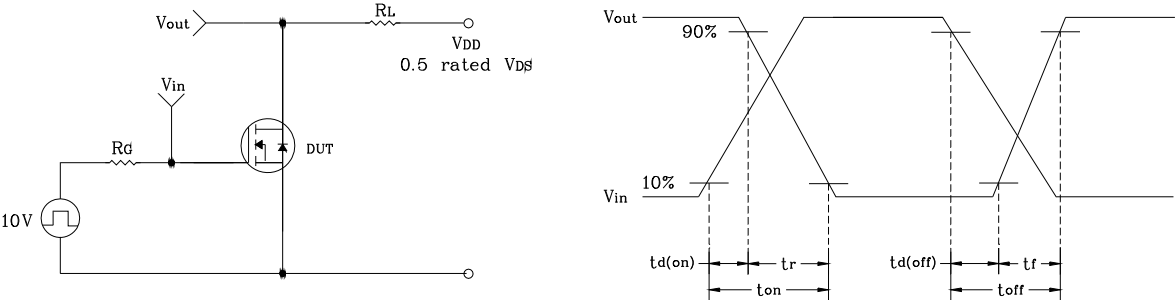 Vout
RL
VDD
0.5 rated VDS
Vin
RG
DUT
10V
Vout
90%
10%
Vin
td(on)
tr
td(off)
tf
ton
toff